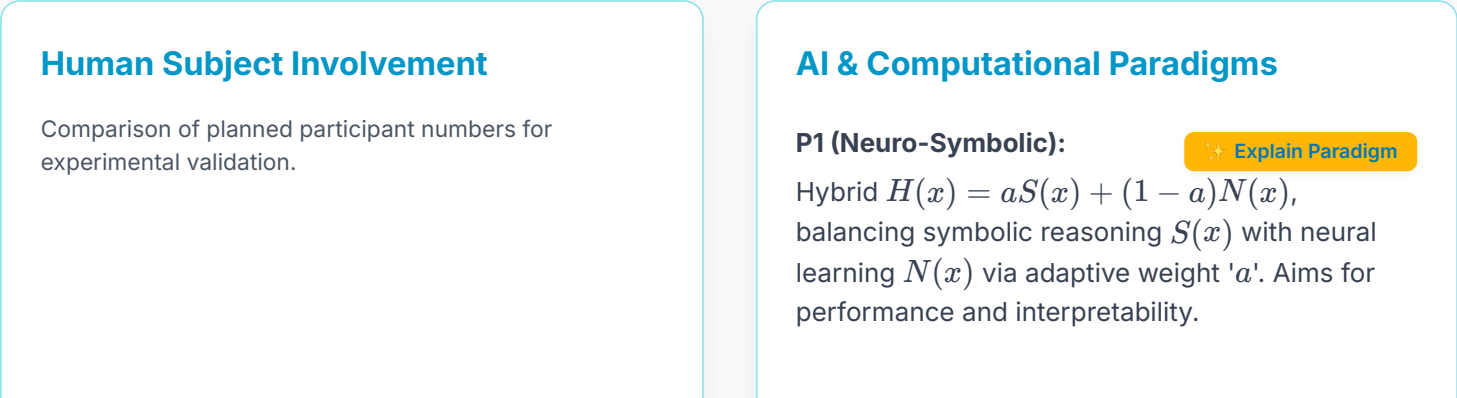 Human Subject Involvement
Comparison of planned participant numbers for
experimental validation.
AI & Computational Paradigms
P1 (Neuro-Symbolic):
✨ Explain Paradigm
Hybrid H(x) = aS(x) + (1 − a)N(x),
balancing symbolic reasoning S(x) with neural
learning N(x) via adaptive weight 'a'. Aims for
performance and interpretability.